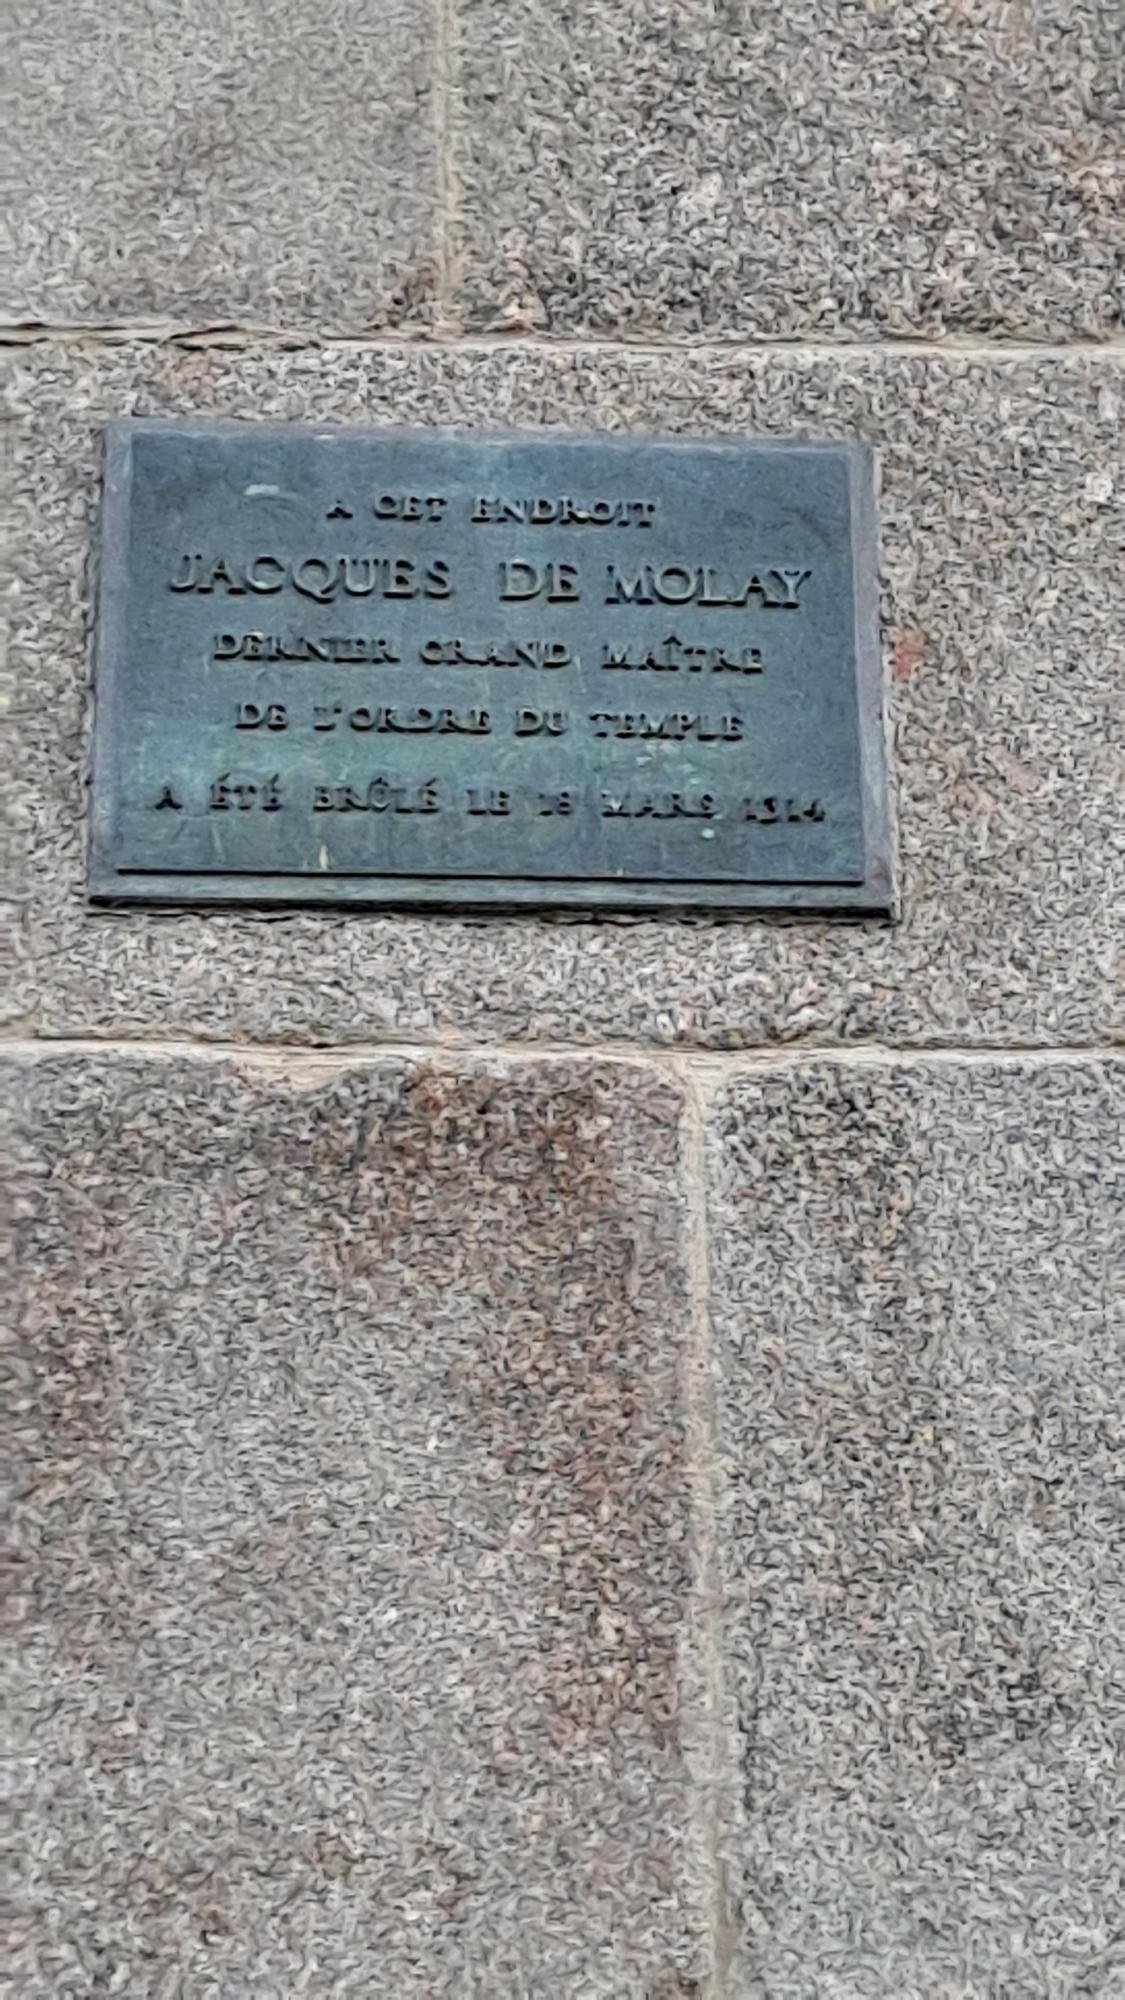 A CET ENDROIT
JACQUES DE MOLAY
DERNIER GRAND MAÎTRE
DE L'ORDRE DU TEMPLE
A ÉTÉ BRÛLÉ LE 18 MARS 1314